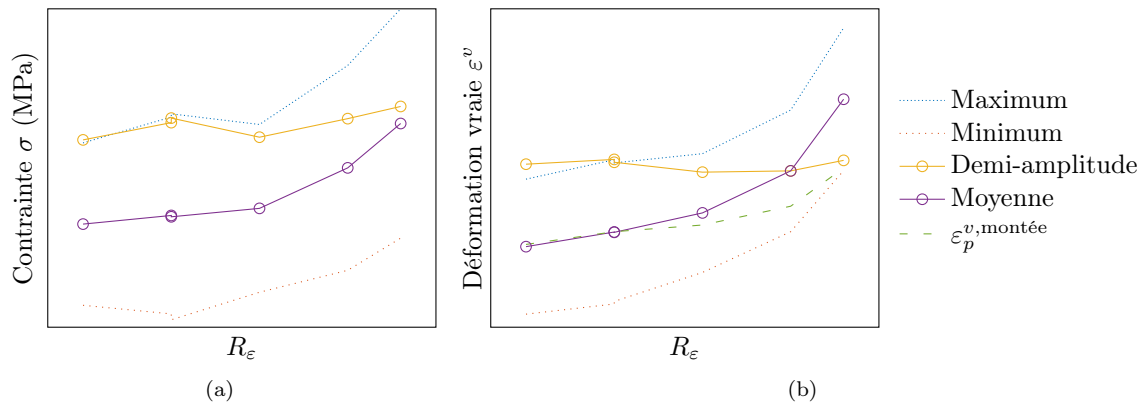 Contrainte σ (MPa)
R_ε
(a)
Déformation vraie ε^v
R_ε
(b)
Maximum
Minimum
Demi-amplitude
Moyenne
ε_p^{v,montée}